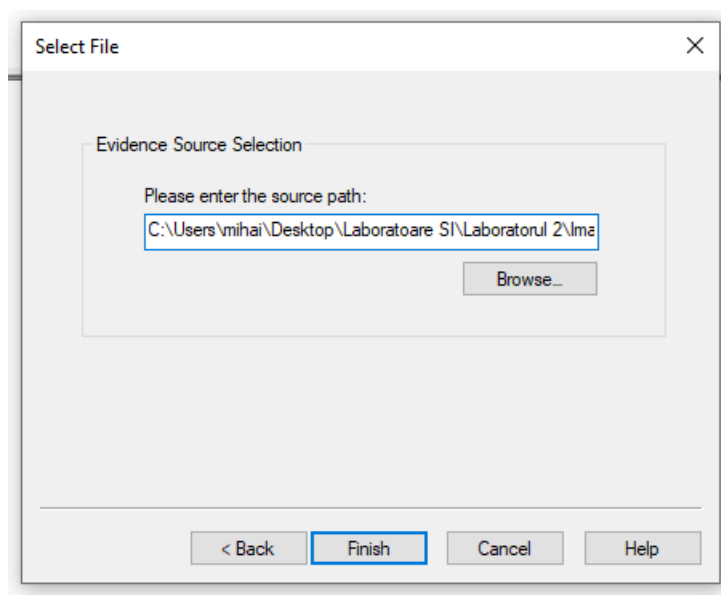 Select File
Evidence Source Selection
Please enter the source path:
C:\Users\mihai\Desktop\Laboratoare SI\Laboratorul 2\Ima
Browse...
< Back
Finish
Cancel
Help